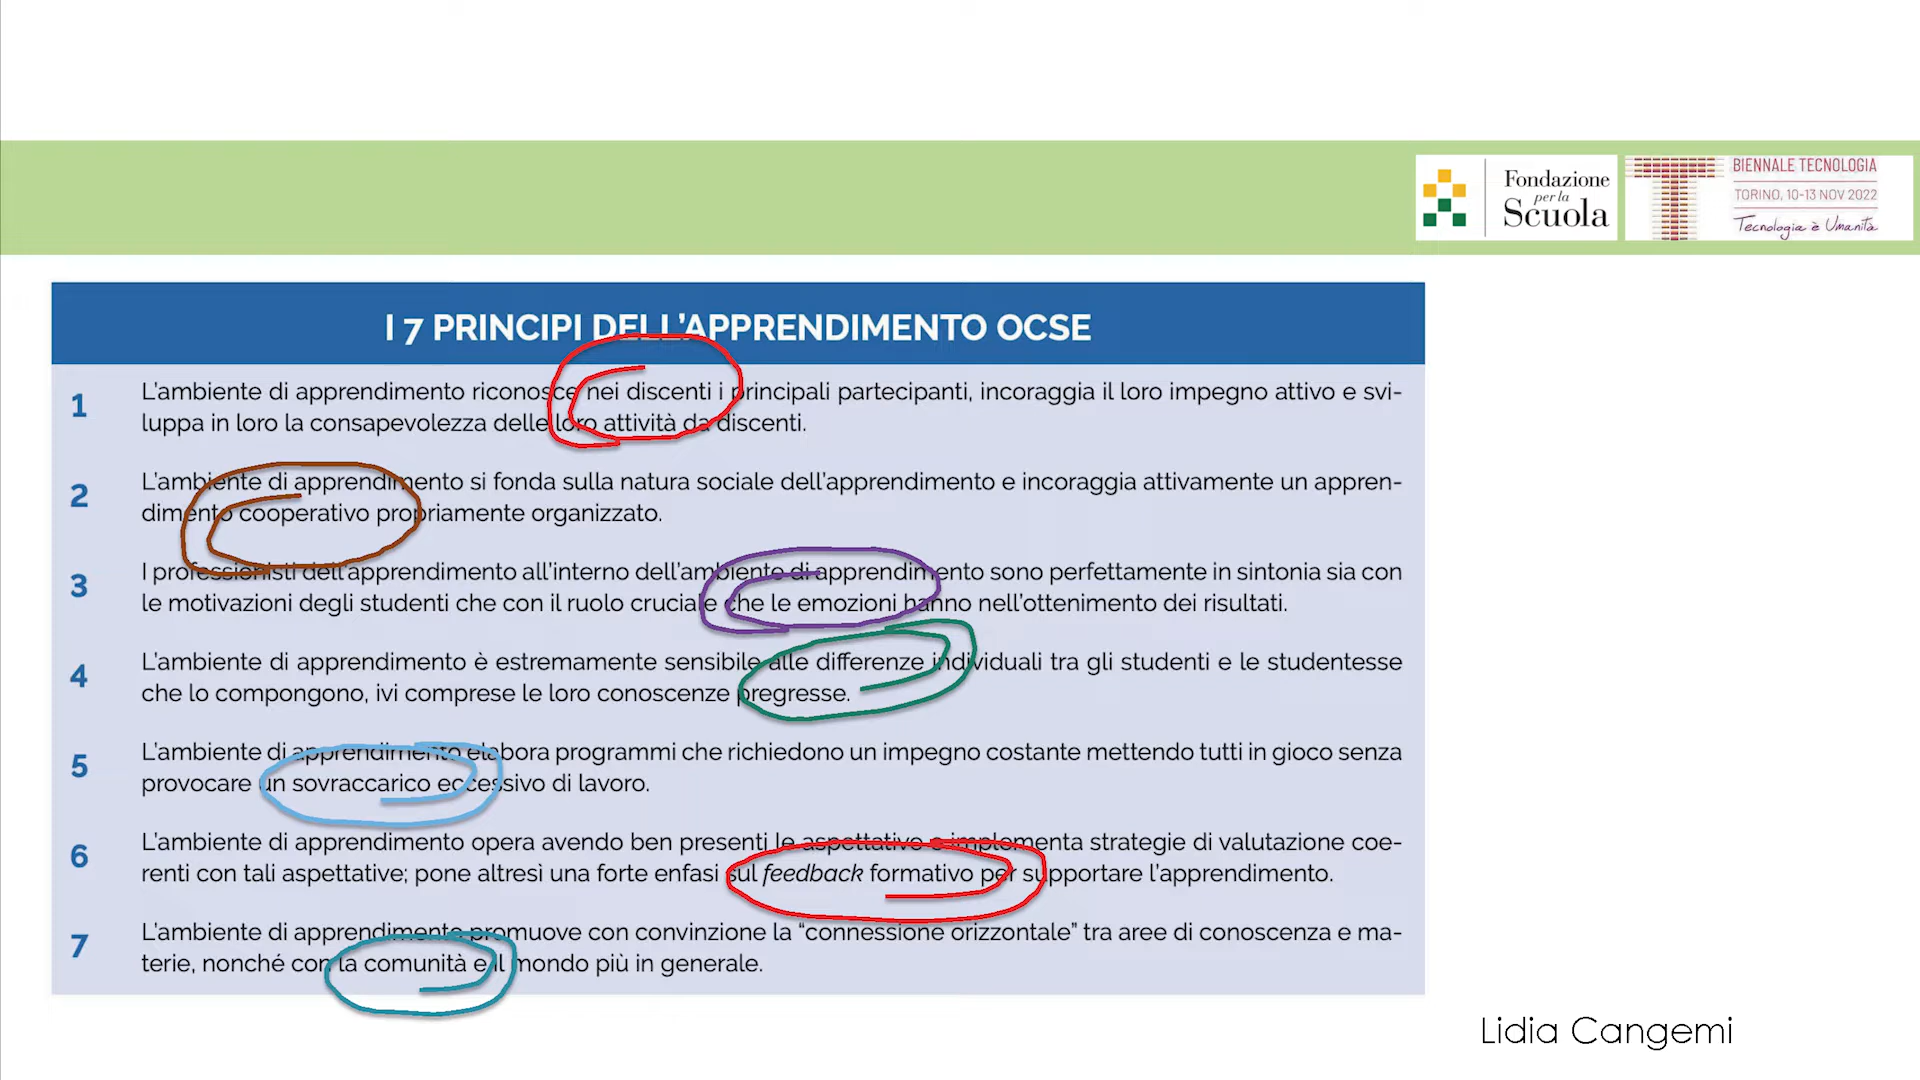 Fondazione
per la
Scuola
BIENNALE TECNOLOGIA
TORINO, 10-13 NOV 2022
Tecnologia è Umanità
I 7 PRINCIPI DELL'APPRENDIMENTO OCSE
1 L'ambiente di apprendimento riconosce nei discenti i principali partecipanti, incoraggia il loro impegno attivo e svi-
luppa in loro la consapevolezza delle loro attività da discenti.
2 L'ambiente di apprendimento si fonda sulla natura sociale dell'apprendimento e incoraggia attivamente un appren-
dimento cooperativo propriamente organizzato.
3 I professionisti dell'apprendimento all'interno dell'ambiente di apprendimento sono perfettamente in sintonia sia con
le motivazioni degli studenti che con il ruolo cruciale che le emozioni hanno nell'ottenimento dei risultati.
4 L'ambiente di apprendimento è estremamente sensibile alle differenze individuali tra gli studenti e le studentesse
che lo compongono, ivi comprese le loro conoscenze pregresse.
5 L'ambiente di apprendimento elabora programmi che richiedono un impegno costante mettendo tutti in gioco senza
provocare un sovraccarico eccessivo di lavoro.
6 L'ambiente di apprendimento opera avendo ben presenti le aspettative e implementa strategie di valutazione coe-
renti con tali aspettative; pone altresì una forte enfasi sul feedback formativo per supportare l'apprendimento.
7 L'ambiente di apprendimento promuove con convinzione la "connessione orizzontale" tra aree di conoscenza e ma-
terie, nonché con la comunità e il mondo più in generale.
Lidia Cangemi